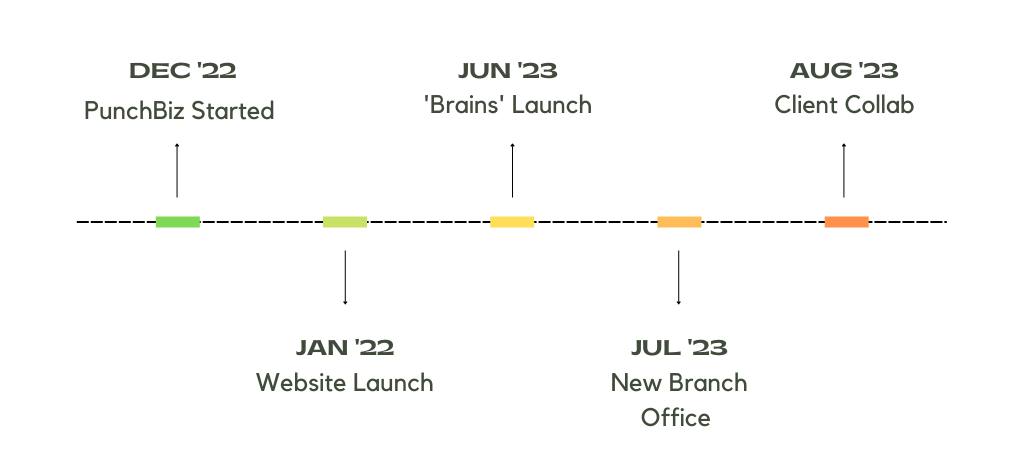 DEC '22
PunchBiz Started
JAN '22
Website Launch
JUN '23
'Brains' Launch
JUL '23
New Branch
Office
AUG '23
Client Collab